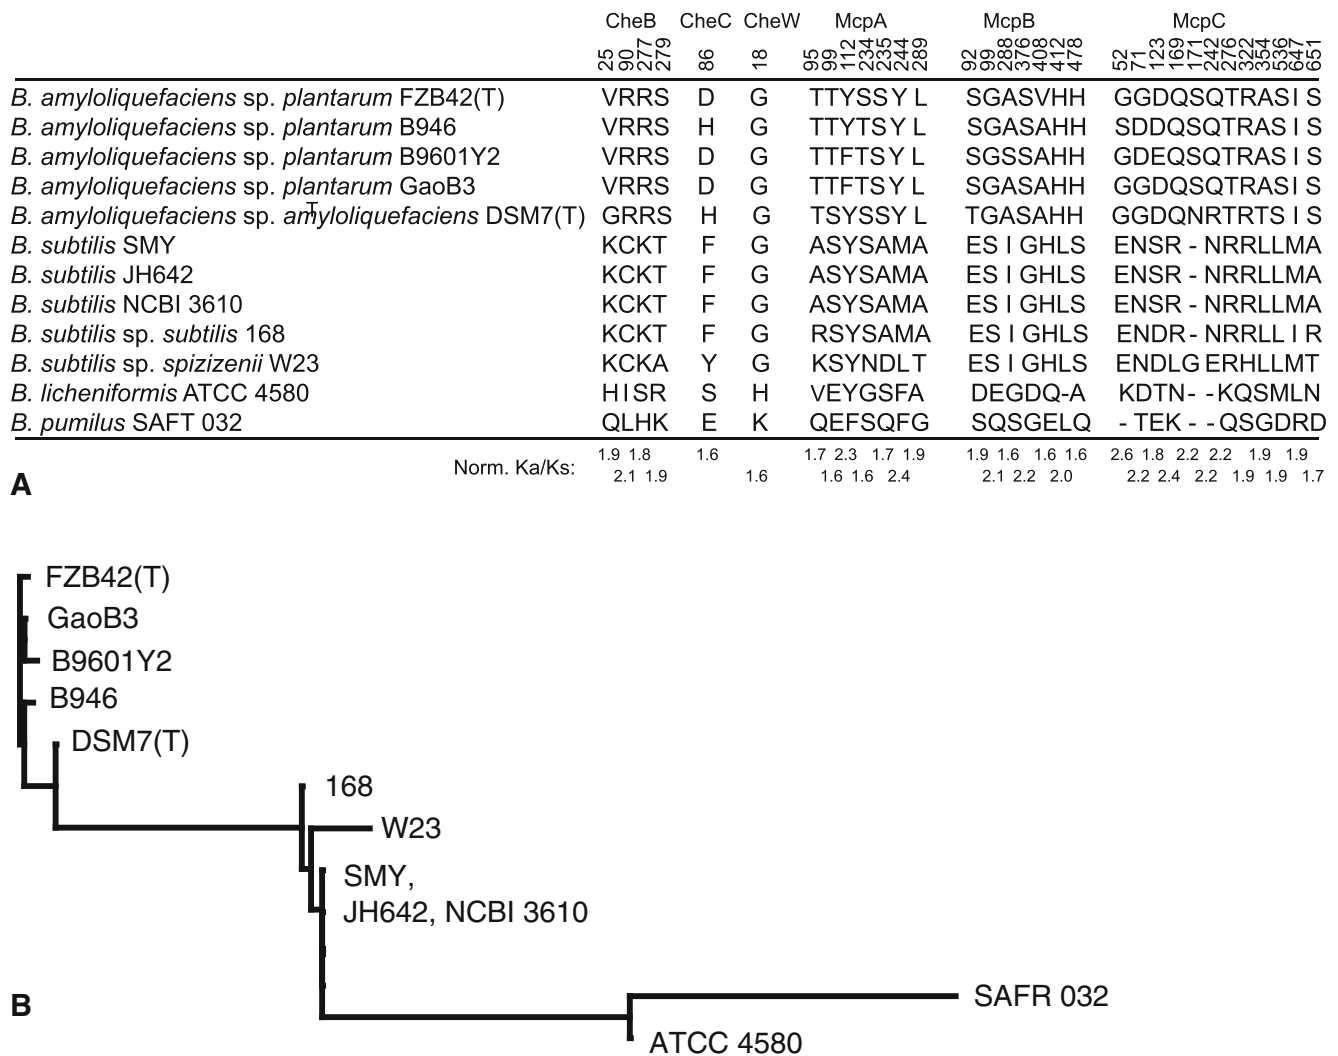 CheB CheC CheW McpA McpB McpC
25 90 277 279 86 18 95 99 112 234 235 244 289 92 99 288 376 408 412 478 52 71 123 169 171 242 276 322 354 536 647 651
B. amyloliquefaciens sp. plantarum FZB42(T) VRRS D G TTYSSYL SGASVHH GGDQSQTRASIS
B. amyloliquefaciens sp. plantarum B946 VRRS H G TTYTSYL SGASAHH SDDQSQTRASIS
B. amyloliquefaciens sp. plantarum B9601Y2 VRRS D G TTFTSYL SGSSAHH GDEQSQTRASIS
B. amyloliquefaciens sp. plantarum GaoB3 VRRS D G TTFTSYL SGASAHH GGDQSQTRASIS
B. amyloliquefaciens sp. amyloliquefaciens DSM7(T) GRRS H G TSYSSYL TGASAHH GGDQNRTRTSIS
T
B. subtilis SMY KCKT F G ASYSAMA ESIGHLS ENSR-NRRLLMA
B. subtilis JH642 KCKT F G ASYSAMA ESIGHLS ENSR-NRRLLMA
B. subtilis NCBI 3610 KCKT F G ASYSAMA ESIGHLS ENSR-NRRLLMA
B. subtilis sp. subtilis 168 KCKT F G RSYSAMA ESIGHLS ENDR-NRRLLIR
B. subtilis sp. spizizenii W23 KCKA Y G KSYNDLT ESIGHLS ENDLGERHLLMT
B. licheniformis ATCC 4580 HISR S H VEYGSFA DEGDQ-A KDTN--KQSMLN
B. pumilus SAFT 032 QLHK E K QEFSQFG SQSGELQ -TEK--QSGDRD
Norm. Ka/Ks: 1.9 1.8 1.6 1.7 2.3 1.7 1.9 1.9 1.6 1.6 1.6 2.6 1.8 2.2 2.2 1.9 1.9
2.1 1.9 1.6 1.6 1.6 2.4 2.1 2.2 2.0 2.2 2.4 2.2 1.9 1.9 1.7
A
FZB42(T)
GaoB3
B9601Y2
B946
DSM7(T)
168
W23
SMY,
JH642, NCBI 3610
SAFR 032
B
ATCC 4580